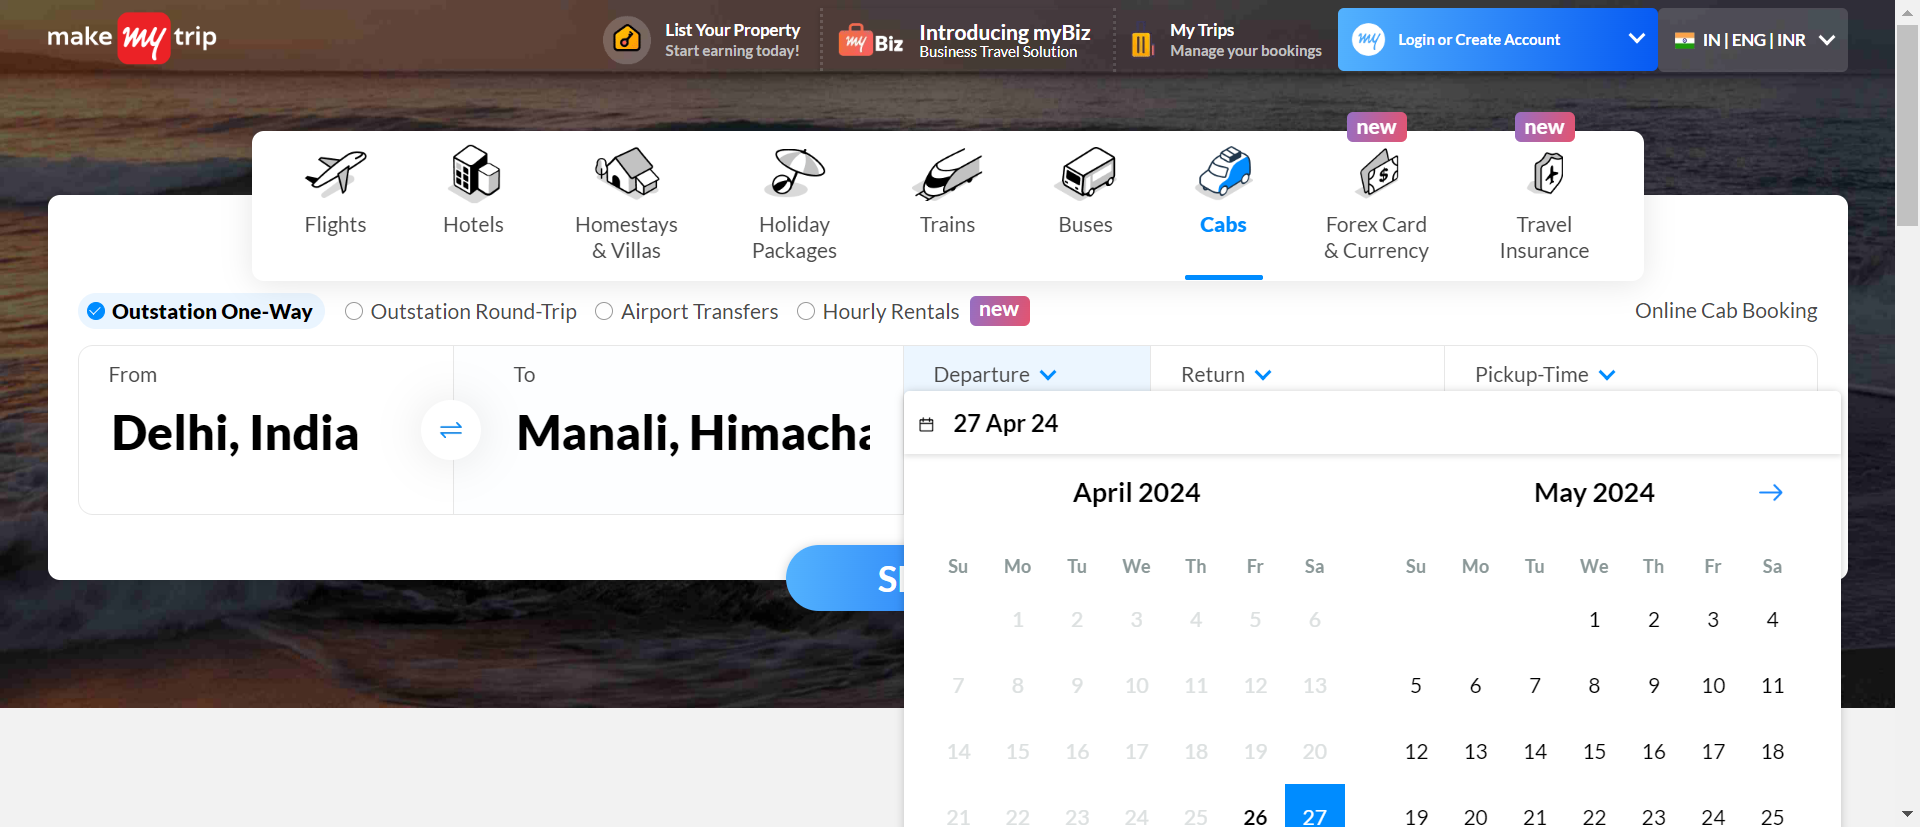 make my trip
List Your Property
Start earning today!
my Biz
Introducing myBiz
Business Travel Solution
My Trips
Manage your bookings
my Login or Create Account
IN | ENG | INR
new
new
Flights
Hotels
Homestays
& Villas
Holiday
Packages
Trains
Buses
Cabs
Forex Card
& Currency
Travel
Insurance
Outstation One-Way
Outstation Round-Trip
Airport Transfers
Hourly Rentals
new
Online Cab Booking
From
To
Departure
Return
Pickup-Time
Delhi, India
Manali, Himacha
27 Apr 24
April 2024
May 2024
Su Mo Tu We Th Fr Sa
Su Mo Tu We Th Fr Sa
1 2 3 4 5 6
1 2 3 4
7 8 9 10 11 12 13
5 6 7 8 9 10 11
14 15 16 17 18 19 20
12 13 14 15 16 17 18
21 22 23 24 25 26 27
19 20 21 22 23 24 25